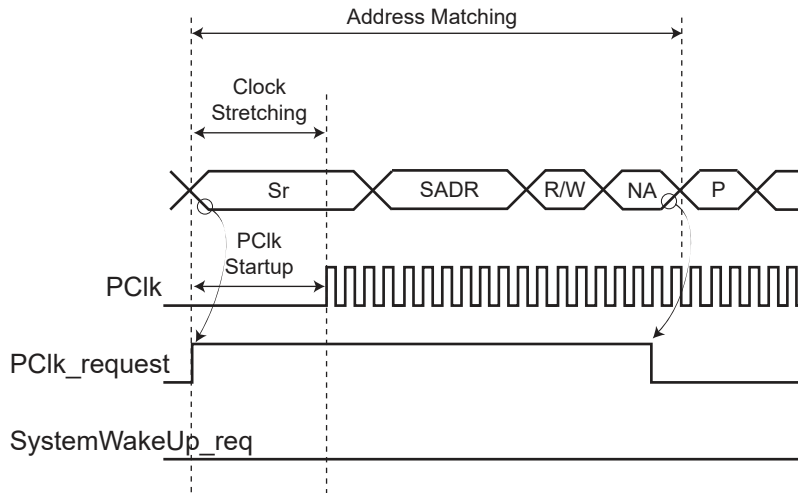 Address Matching
Clock
Stretching
Sr
SADR
R/W
NA
P
PClk
Startup
PClk
PClk_request
SystemWakeUp_req